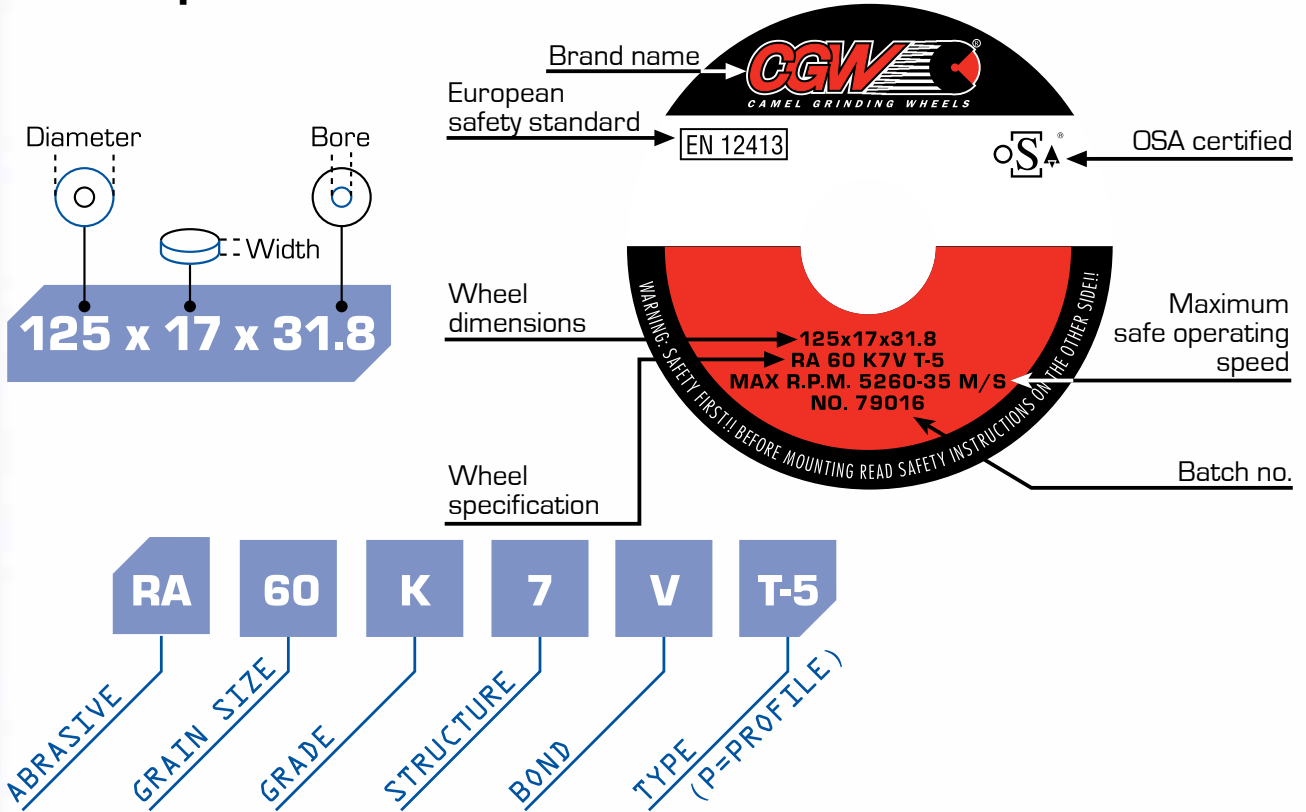 Brand name
CGW
®
CAMEL GRINDING WHEELS
European
safety standard
EN 12413
OSA certified
oSA
®
Diameter
Bore
Width
125 x 17 x 31.8
Wheel
dimensions
125x17x31.8
RA 60 K7V T-5
MAX R.P.M. 5260-35 M/S
NO. 79016
WARNING: SAFETY FIRST!! BEFORE MOUNTING READ SAFETY INSTRUCTIONS ON THE OTHER SIDE!!
Maximum
safe operating
speed
Wheel
specification
Batch no.
RA 60 K 7 V T-5
ABRASIVE
GRAIN SIZE
GRADE
STRUCTURE
BOND
TYPE
(P=PROFILE)